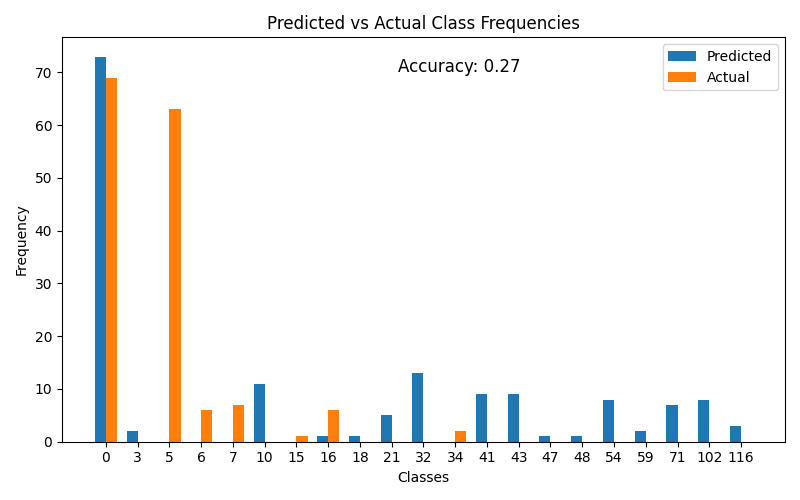 Predicted vs Actual Class Frequencies
Accuracy: 0.27
Predicted
Actual
Frequency
70
60
50
40
30
20
10
0
0 3 5 6 7 10 15 16 18 21 32 34 41 43 47 48 54 59 71 102 116
Classes